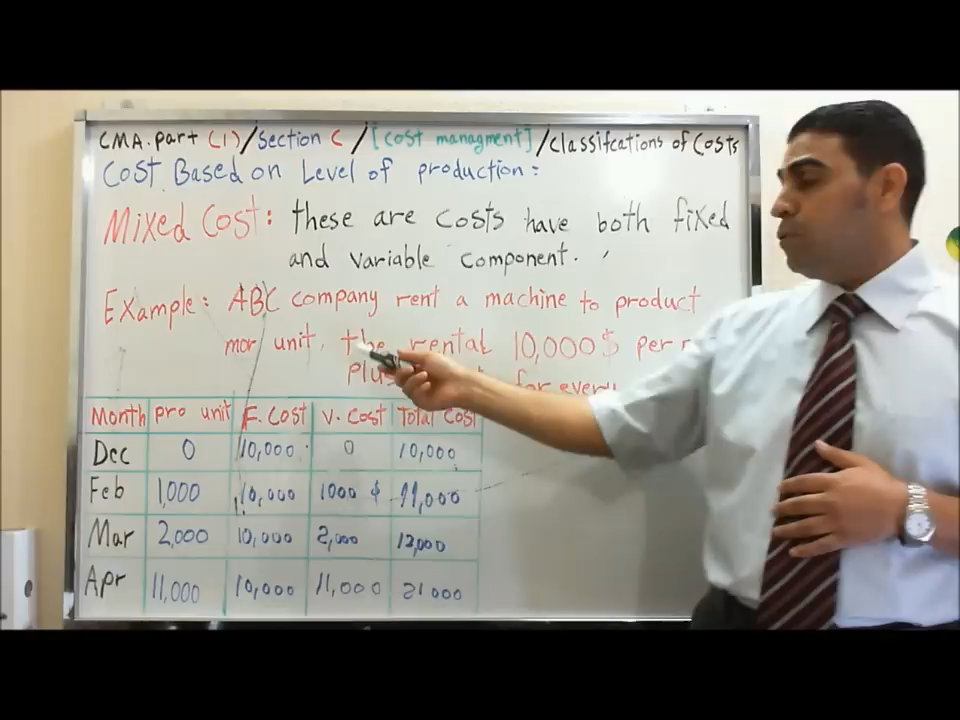 CMA.part (1)/section C /[cost managment]/classifcations of Costs
Cost Based on Level of production:
Mixed Cost: these are costs have both fixed
and variable component.
Example: ABC company rent a machine to product
mor unit, the rental 10,000$ per
plus for every
Month pro unit F. Cost V. Cost Total Cost
Dec 0 10,000 0 10,000
Feb 1,000 10,000 1000 $ 11,000
Mar 2,000 10,000 2,000 12,000
Apr 11,000 10,000 11,000 21000